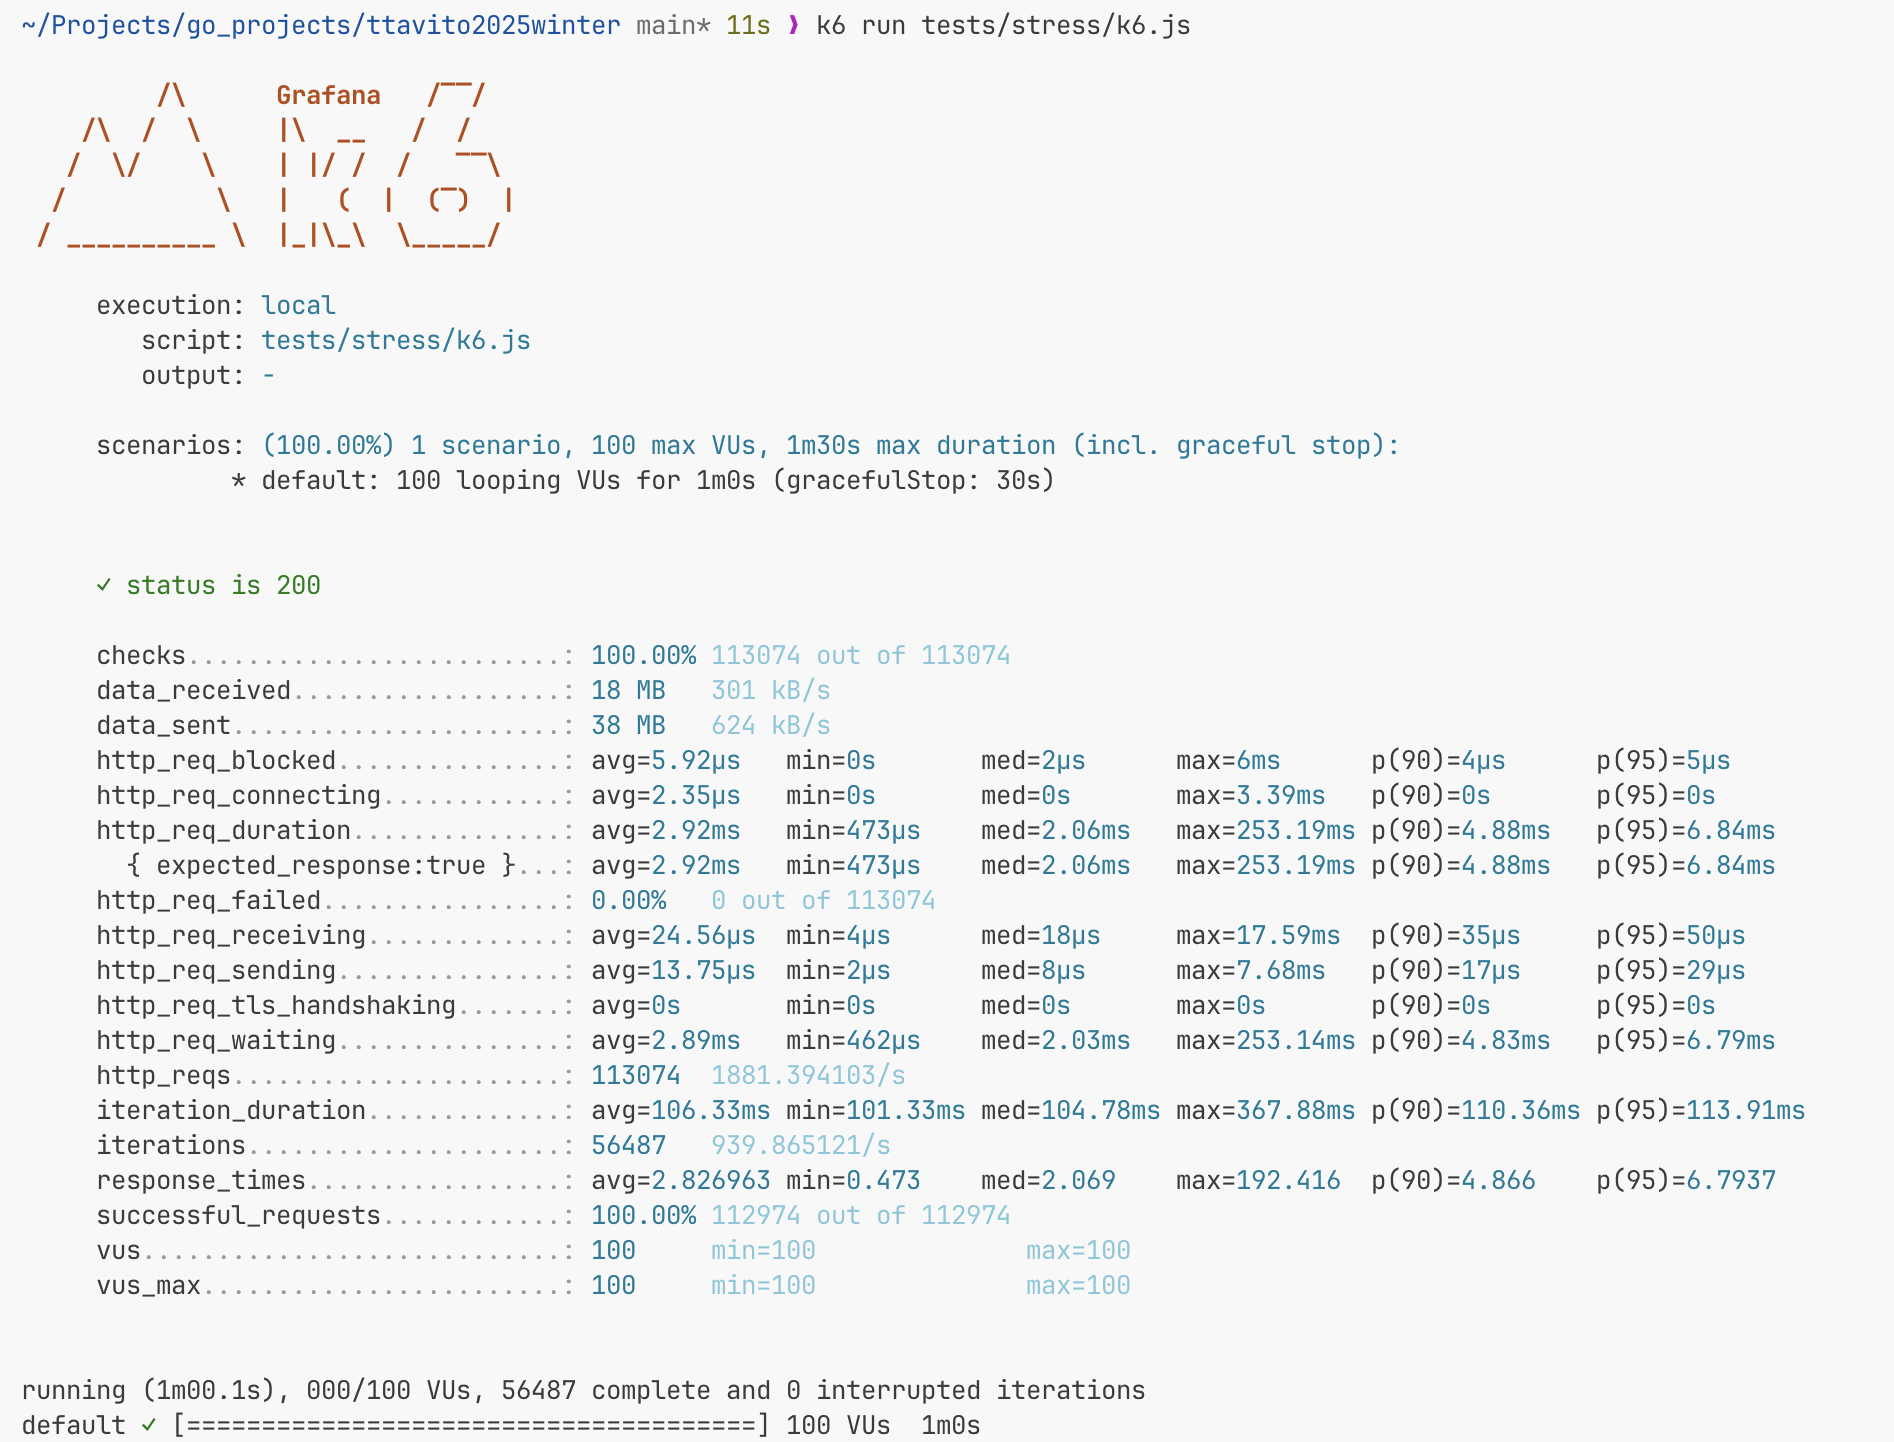 ~/Projects/go_projects/ttavito2025winter main* 11s ❯ k6 run tests/stress/k6.js
Grafana
execution: local
script: tests/stress/k6.js
output: -
scenarios: (100.00%) 1 scenario, 100 max VUs, 1m30s max duration (incl. graceful stop):
* default: 100 looping VUs for 1m0s (gracefulStop: 30s)
✓ status is 200
checks.........................: 100.00% 113074 out of 113074
data_received..................: 18 MB 301 kB/s
data_sent......................: 38 MB 624 kB/s
http_req_blocked...............: avg=5.92µs min=0s med=2µs max=6ms p(90)=4µs p(95)=5µs
http_req_connecting............: avg=2.35µs min=0s med=0s max=3.39ms p(90)=0s p(95)=0s
http_req_duration..............: avg=2.92ms min=473µs med=2.06ms max=253.19ms p(90)=4.88ms p(95)=6.84ms
{ expected_response:true }...: avg=2.92ms min=473µs med=2.06ms max=253.19ms p(90)=4.88ms p(95)=6.84ms
http_req_failed................: 0.00% 0 out of 113074
http_req_receiving.............: avg=24.56µs min=4µs med=18µs max=17.59ms p(90)=35µs p(95)=50µs
http_req_sending...............: avg=13.75µs min=2µs med=8µs max=7.68ms p(90)=17µs p(95)=29µs
http_req_tls_handshaking.......: avg=0s min=0s med=0s max=0s p(90)=0s p(95)=0s
http_req_waiting...............: avg=2.89ms min=462µs med=2.03ms max=253.14ms p(90)=4.83ms p(95)=6.79ms
http_reqs......................: 113074 1881.394103/s
iteration_duration.............: avg=106.33ms min=101.33ms med=104.78ms max=367.88ms p(90)=110.36ms p(95)=113.91ms
iterations.....................: 56487 939.865121/s
response_times.................: avg=2.826963 min=0.473 med=2.069 max=192.416 p(90)=4.866 p(95)=6.7937
successful_requests............: 100.00% 112974 out of 112974
vus............................: 100 min=100 max=100
vus_max........................: 100 min=100 max=100
running (1m00.1s), 000/100 VUs, 56487 complete and 0 interrupted iterations
default ✓ [======================================] 100 VUs 1m0s